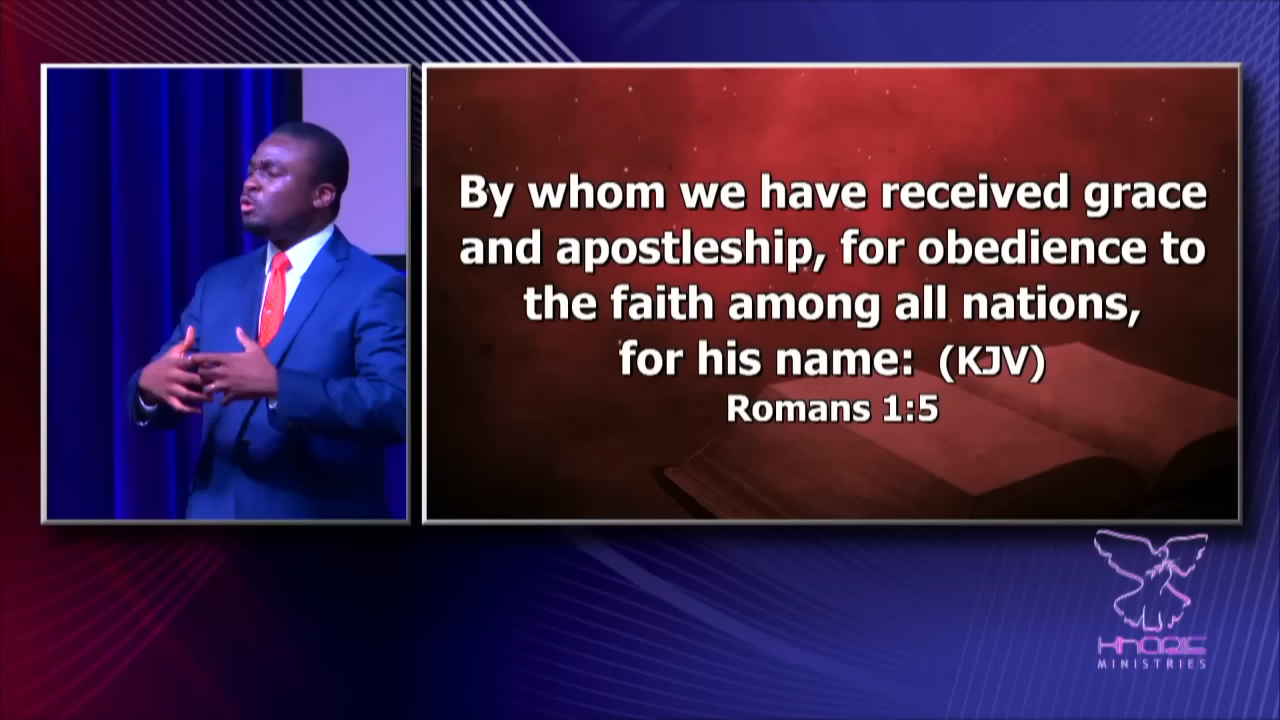 By whom we have received grace
and apostleship, for obedience to
the faith among all nations,
for his name: (KJV)
Romans 1:5
MINISTRIES